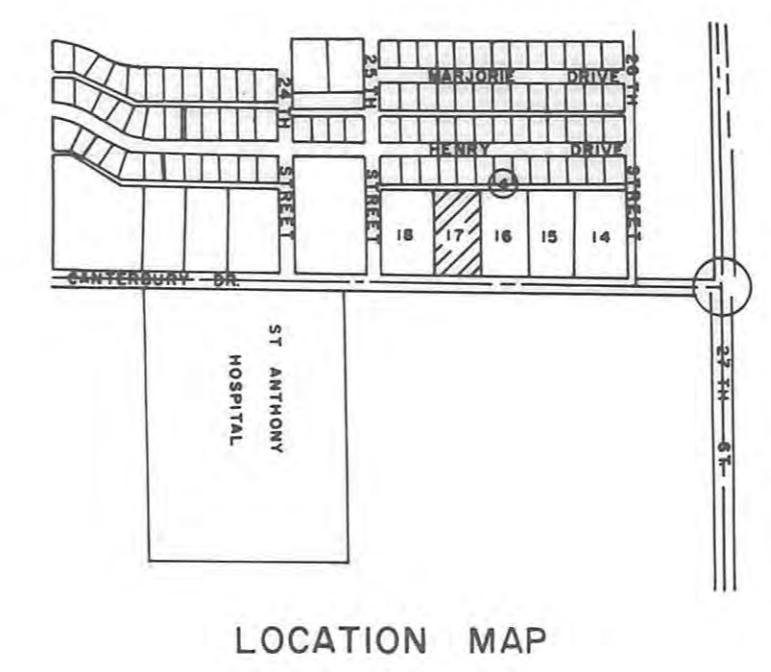 MARJORIE DRIVE
HENRY DRIVE
24 TH STREET
25 TH STREET
26 TH STREET
4
18 17 16 15 14
CANTERBURY DR.
ST ANTHONY
HOSPITAL
27 TH ST.
LOCATION MAP